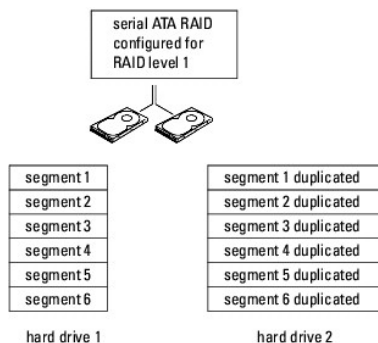 serial ATA RAID
configured for
RAID level 1
segment 1
segment 2
segment 3
segment 4
segment 5
segment 6
hard drive 1
segment 1 duplicated
segment 2 duplicated
segment 3 duplicated
segment 4 duplicated
segment 5 duplicated
segment 6 duplicated
hard drive 2